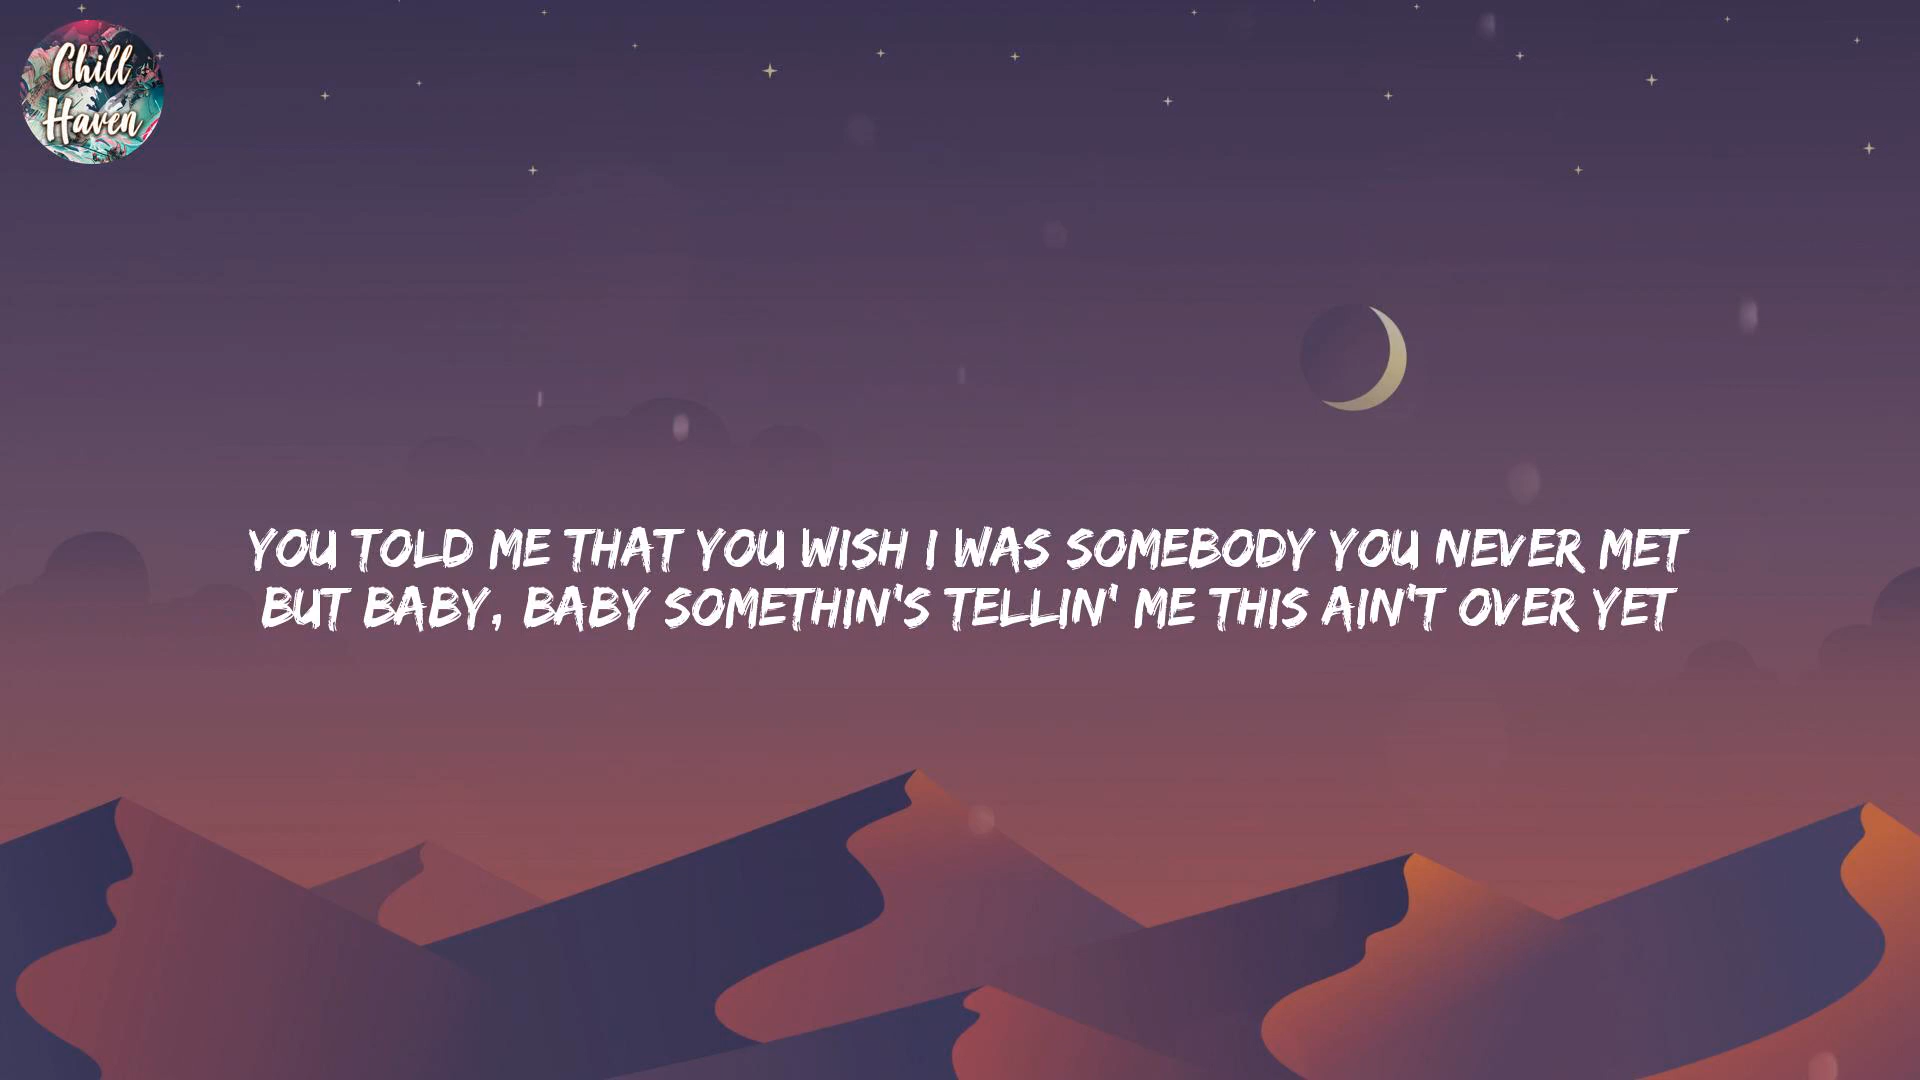 Chill
Haven
YOU TOLD ME THAT YOU WISH I WAS SOMEBODY YOU NEVER MET
BUT BABY, BABY SOMETHIN'S TELLIN' ME THIS AIN'T OVER YET